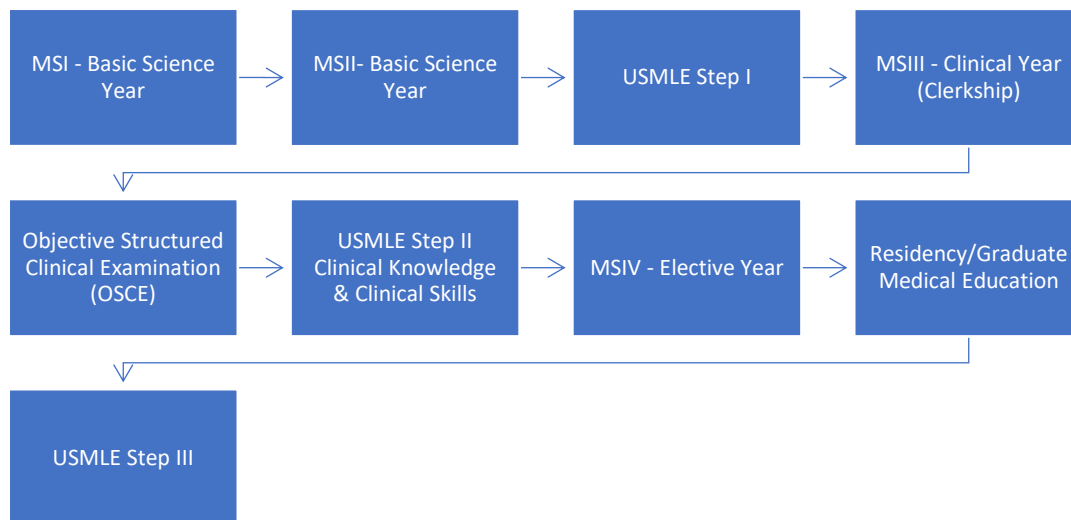 MSI - Basic Science
Year
MSII- Basic Science
Year
USMLE Step I
MSIII - Clinical Year
(Clerkship)
Objective Structured
Clinical Examination
(OSCE)
USMLE Step II
Clinical Knowledge
& Clinical Skills
MSIV - Elective Year
Residency/Graduate
Medical Education
USMLE Step III